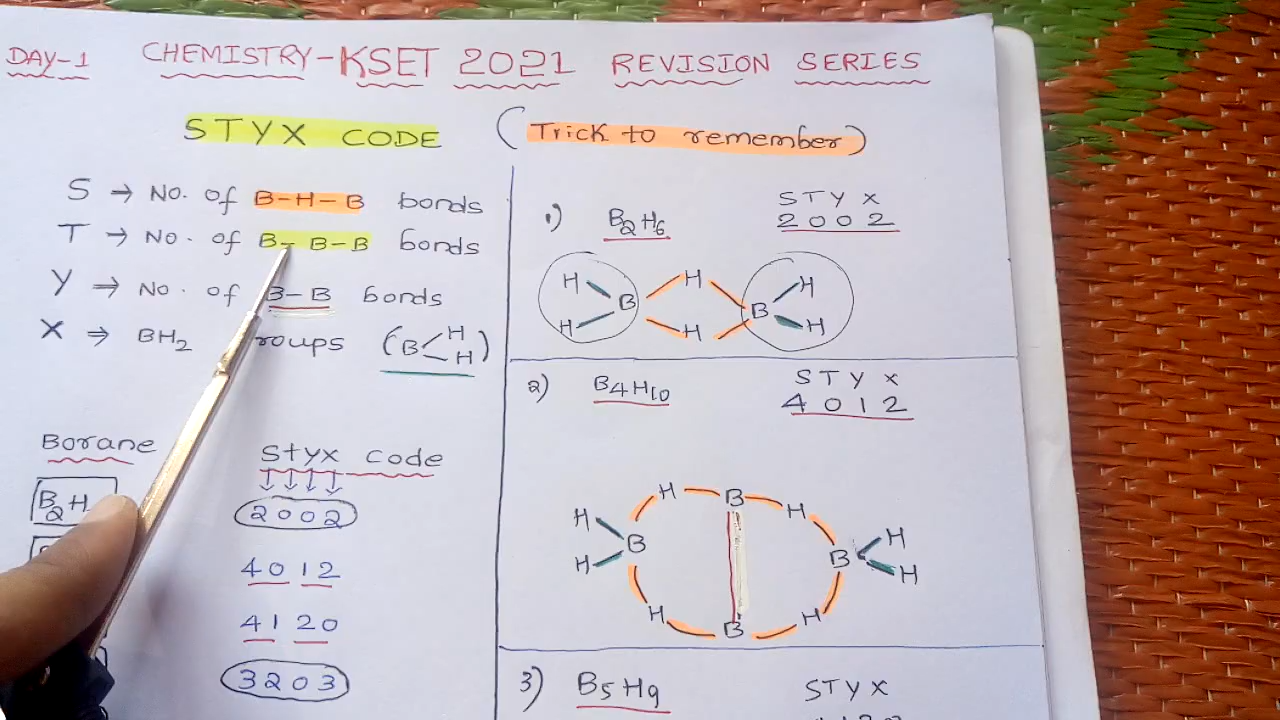 DAY-1 CHEMISTRY-KSET 2021 REVISION SERIES
STYX CODE (Trick to remember)
S → No. of B-H-B bonds
T → No. of B-B-B bonds
Y → No. of B-B bonds
X → BH2 (B H H)
Borane Styx code
B2H
2002
4012
4120
3203
1) B2H6 STYX
2002
H H
H B B H
H H
2) B4H10 STYX
4012
H B H
H B B H
H H
H B H
3) B5H9 STYX